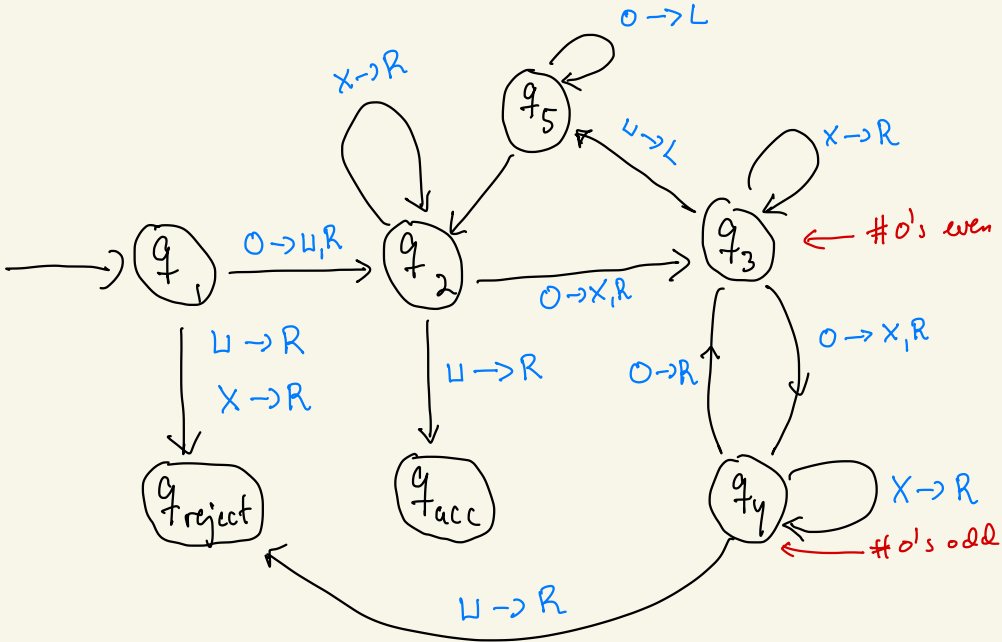 0→L
x→R
q5
⊔→L
x→R
q1
0→⊔,R
q2
0→x,R
q3
#0's even
⊔→R
x→R
⊔→R
0→R
0→x,R
qreject
qacc
q4
x→R
#0's odd
⊔→R